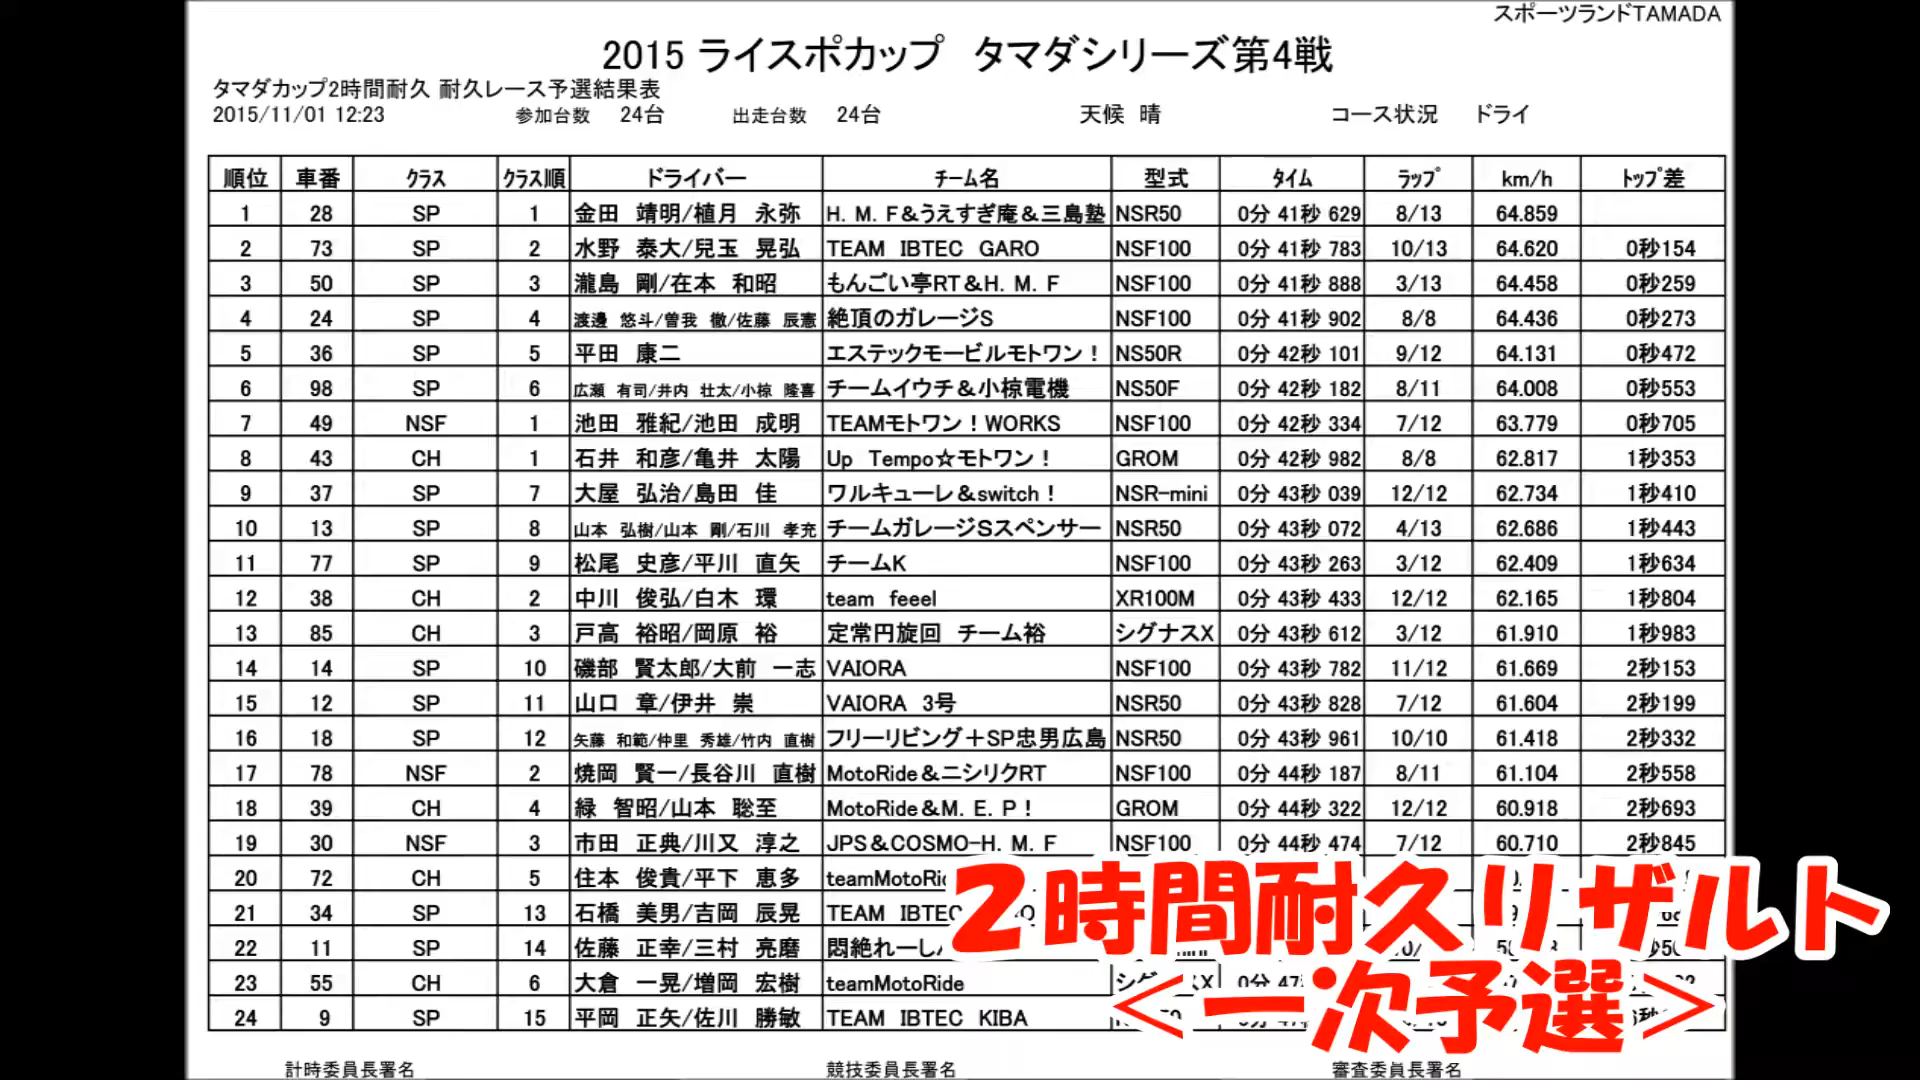 スポーツランドTAMADA
2015 ライスポカップ　タマダシリーズ第4戦
タマダカップ2時間耐久 耐久レース予選結果表
2015/11/01 12:23 参加台数 24台 出走台数 24台 天候 晴 コース状況 ドライ
順位 車番 クラス クラス順 ドライバー チーム名 型式 タイム ラップ km/h トップ差
1 28 SP 1 金田　靖明/植月　永弥 H. M. F&うえすぎ庵&三島塾 NSR50 0分 41秒 629 8/13 64.859
2 73 SP 2 水野　泰大/兒玉　晃弘 TEAM IBTEC GARO NSF100 0分 41秒 783 10/13 64.620 0秒154
3 50 SP 3 瀧島　剛/在本　和昭 もんごい亭RT&H. M. F NSF100 0分 41秒 888 3/13 64.458 0秒259
4 24 SP 4 渡邊　悠斗/曽我　徹/佐藤　辰憲 絶頂のガレージS NSF100 0分 41秒 902 8/8 64.436 0秒273
5 36 SP 5 平田　康二 エステックモービルモトワン！ NS50R 0分 42秒 101 9/12 64.131 0秒472
6 98 SP 6 広瀬　有司/井内　壮太/小椋　隆喜 チームイウチ&小椋電機 NS50F 0分 42秒 182 8/11 64.008 0秒553
7 49 NSF 1 池田　雅紀/池田　成明 TEAMモトワン！WORKS NSF100 0分 42秒 334 7/12 63.779 0秒705
8 43 CH 1 石井　和彦/亀井　太陽 Up Tempo☆モトワン！ GROM 0分 42秒 982 8/8 62.817 1秒353
9 37 SP 7 大屋　弘治/島田　佳 ワルキューレ&switch！ NSR-mini 0分 43秒 039 12/12 62.734 1秒410
10 13 SP 8 山本　弘樹/山本　剛/石川　孝充 チームガレージSスペンサー NSR50 0分 43秒 072 4/13 62.686 1秒443
11 77 SP 9 松尾　史彦/平川　直矢 チームK NSF100 0分 43秒 263 3/12 62.409 1秒634
12 38 CH 2 中川　俊弘/白木　環 team feeel XR100M 0分 43秒 433 12/12 62.165 1秒804
13 85 CH 3 戸高　裕昭/岡原　裕 定常円旋回　チーム裕 シグナスX 0分 43秒 612 3/12 61.910 1秒983
14 14 SP 10 磯部　賢太郎/大前　一志 VAIORA NSF100 0分 43秒 782 11/12 61.669 2秒153
15 12 SP 11 山口　章/伊井　崇 VAIORA 3号 NSR50 0分 43秒 828 7/12 61.604 2秒199
16 18 SP 12 矢藤　和範/仲里　秀雄/竹内　直樹 フリーリビング＋SP忠男広島 NSR50 0分 43秒 961 10/10 61.418 2秒332
17 78 NSF 2 焼岡　賢一/長谷川　直樹 MotoRide&ニシリクRT NSF100 0分 44秒 187 8/11 61.104 2秒558
18 39 CH 4 緑　智昭/山本　聡至 MotoRide&M. E. P！ GROM 0分 44秒 322 12/12 60.918 2秒693
19 30 NSF 3 市田　正典/川又　淳之 JPS&COSMO-H. M. F NSF100 0分 44秒 474 7/12 60.710 2秒845
20 72 CH 5 住本　俊貴/平下　恵多
21 34 SP 13 石橋　美男/吉岡　辰晃 TEAM
22 11 SP 14 佐藤　正幸/三村　亮磨
23 55 CH 6 大倉　一晃/増岡　宏樹 teamMotoRide
24 9 SP 15 平岡　正矢/佐川　勝敏 TEAM IBTEC KIBA
２時間耐久リザルト
＜一次予選＞
計時委員長署名 競技委員長署名 審査委員長署名